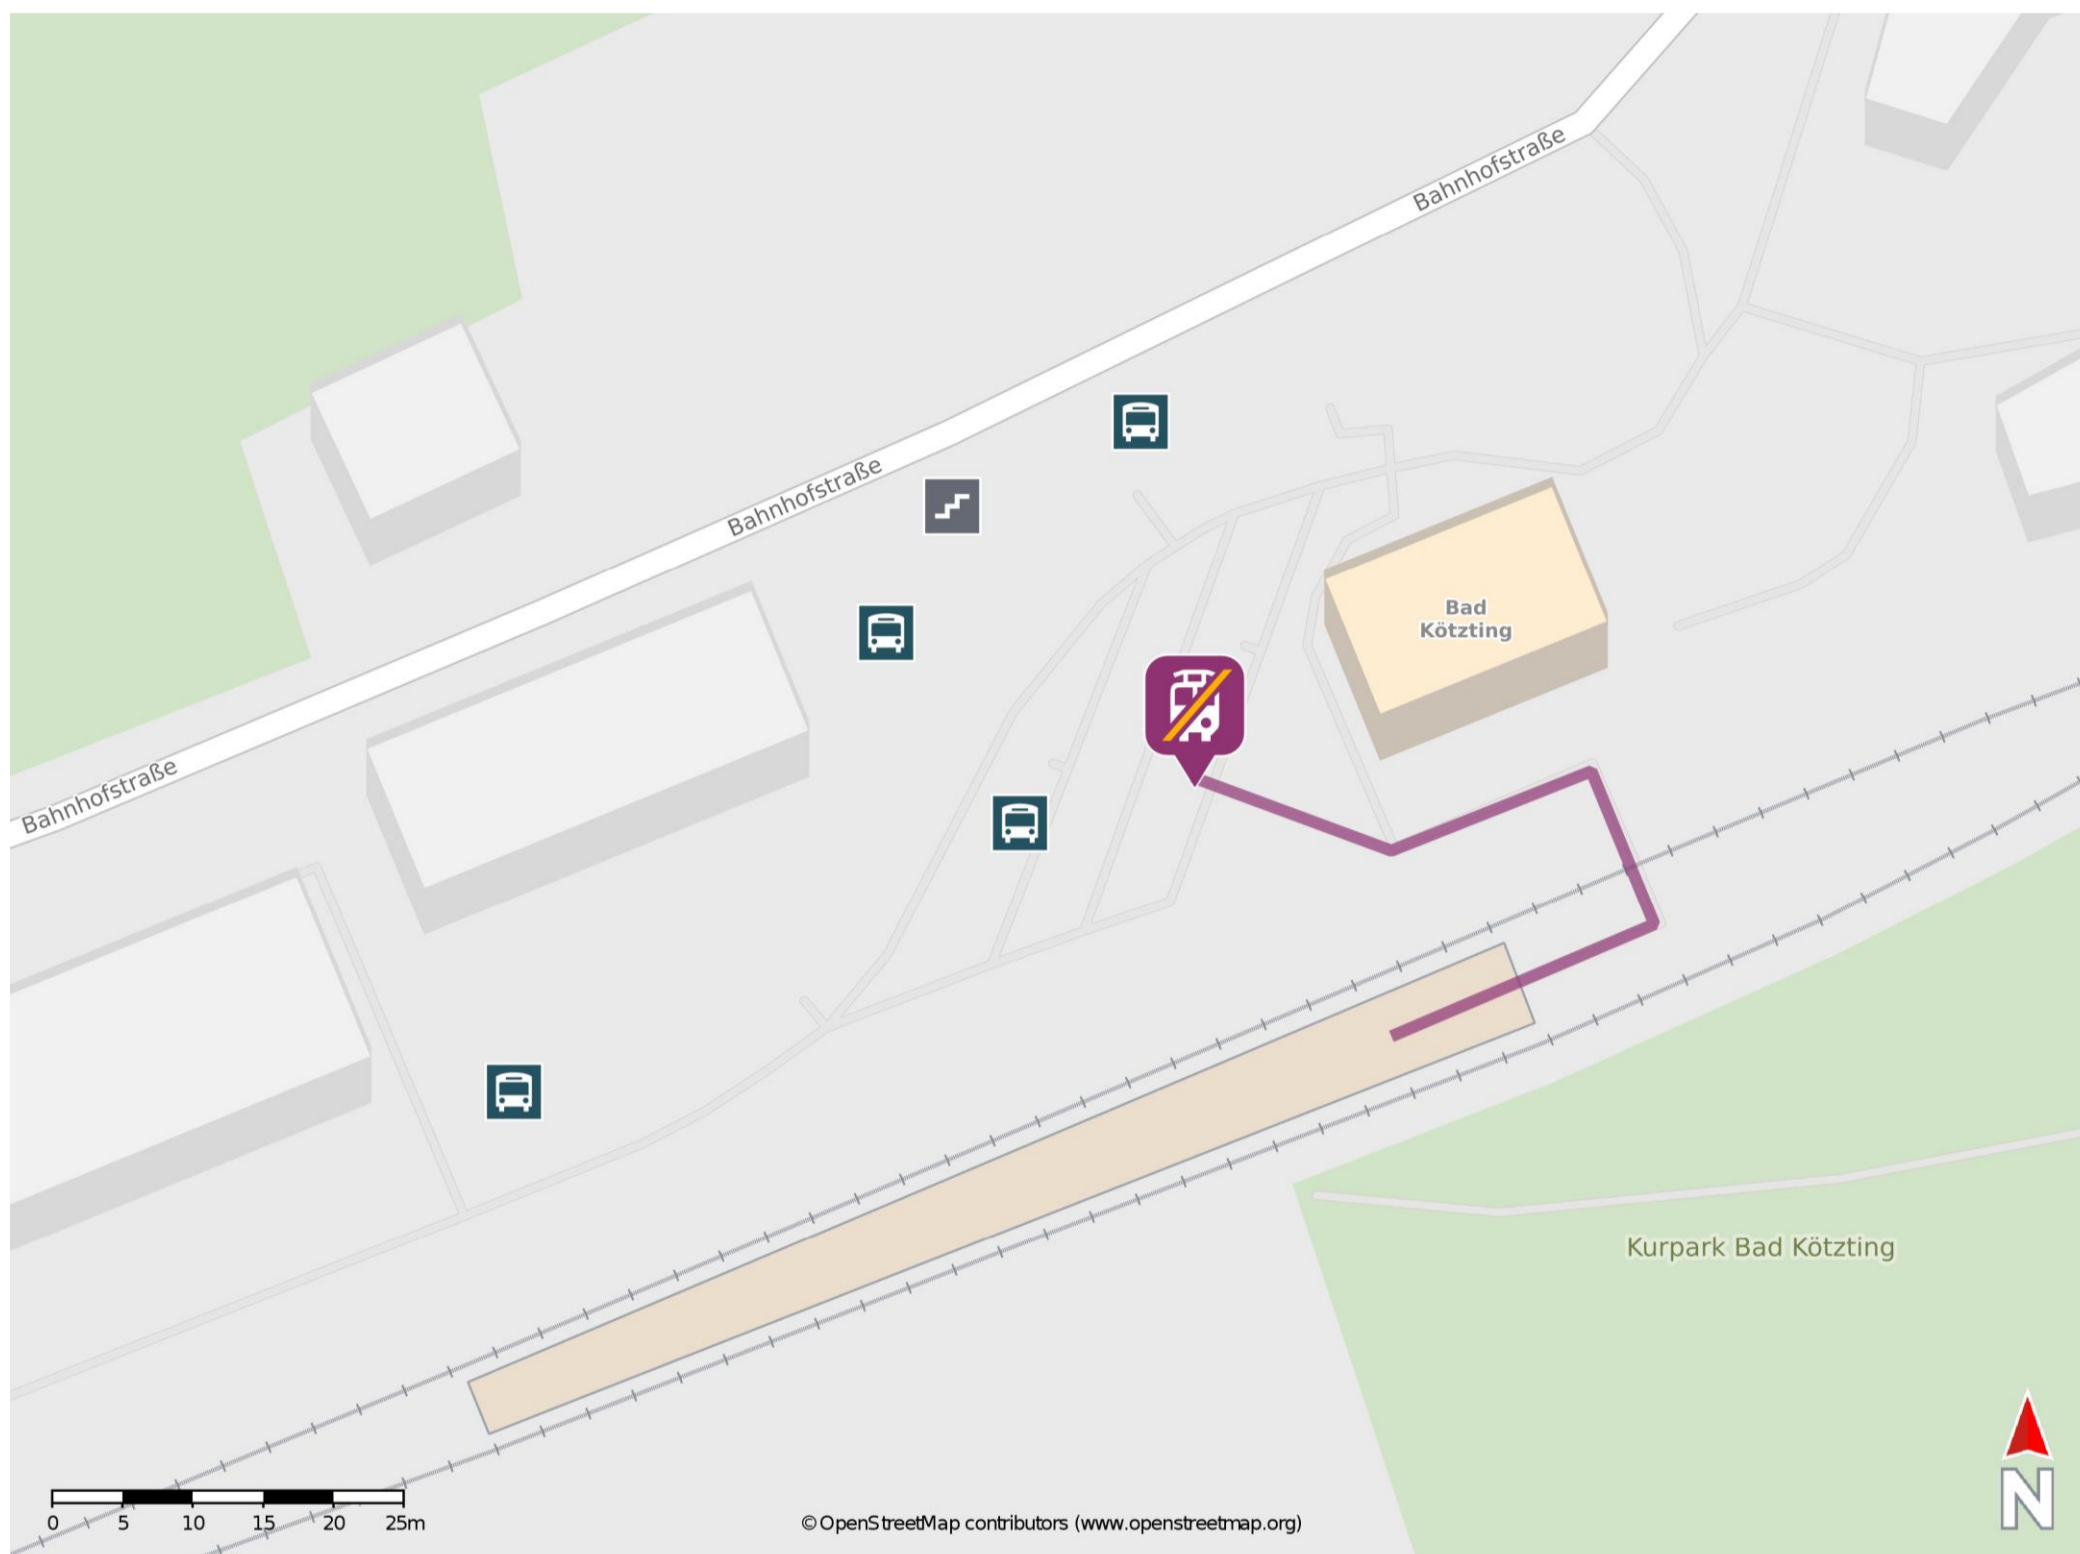 Bahnhofstraße
Bahnhofstraße
Bad
Kötzting
Bahnhofstraße
Kurpark Bad Kötzting
N
0 5 10 15 20 25m
© OpenStreetMap contributors (www.openstreetmap.org)